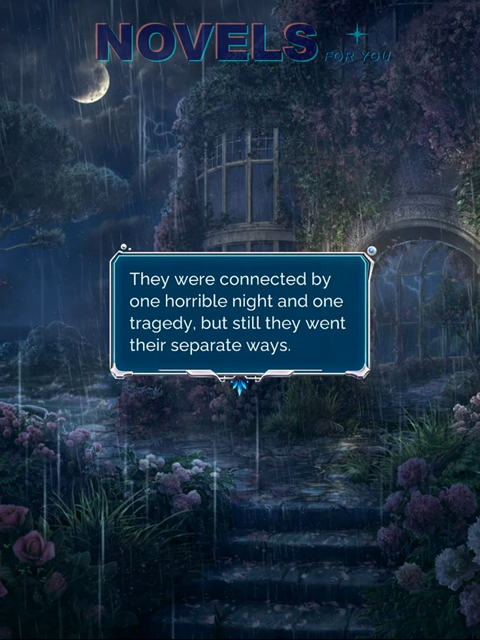 NOVELS
FOR YOU
They were connected by
one horrible night and one
tragedy, but still they went
their separate ways.